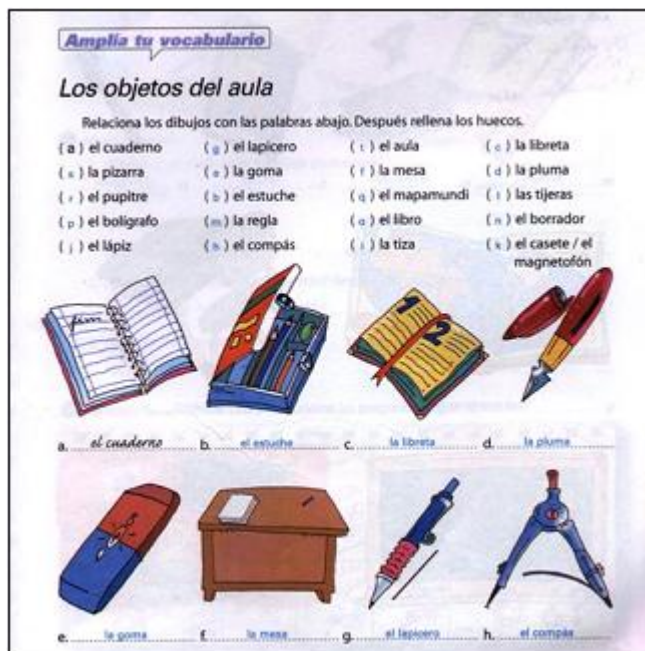 Amplía tu vocabulario
Los objetos del aula
Relaciona los dibujos con las palabras abajo. Después rellena los huecos.
( a ) el cuaderno ( g ) el lapicero ( t ) el aula ( c ) la libreta
( s ) la pizarra ( e ) la goma ( f ) la mesa ( d ) la pluma
( r ) el pupitre ( b ) el estuche ( q ) el mapamundi ( l ) las tijeras
( p ) el bolígrafo ( m ) la regla ( o ) el libro ( n ) el borrador
( j ) el lápiz ( h ) el compás ( i ) la tiza ( k ) el casete / el
magnetofón
1 2
a. el cuaderno b. el estuche c. la libreta d. la pluma
e. la goma f. la mesa g. el lapicero h. el compás